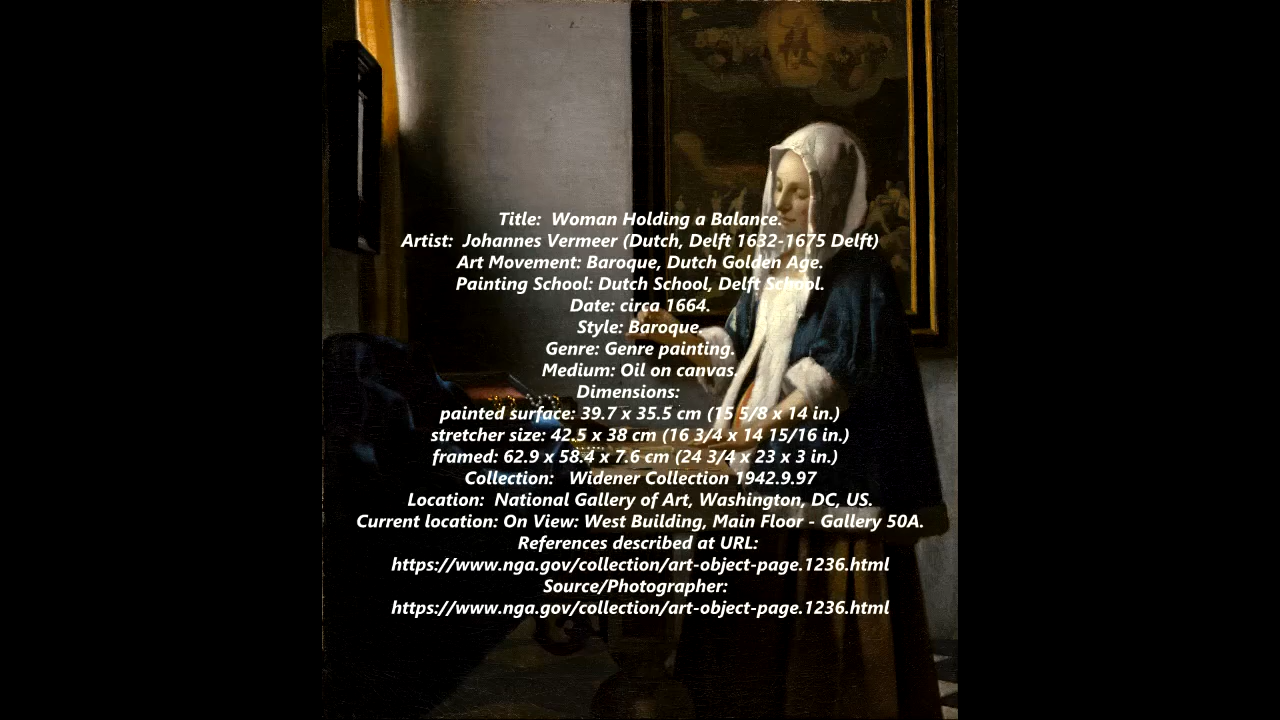 Title:  Woman Holding a Balance.
Artist:  Johannes Vermeer (Dutch, Delft 1632-1675 Delft)
Art Movement: Baroque, Dutch Golden Age.
Painting School: Dutch School, Delft School.
Date: circa 1664.
Style: Baroque.
Genre: Genre painting.
Medium: Oil on canvas.
Dimensions:
painted surface: 39.7 x 35.5 cm (15 5/8 x 14 in.)
stretcher size: 42.5 x 38 cm (16 3/4 x 14 15/16 in.)
framed: 62.9 x 58.4 x 7.6 cm (24 3/4 x 23 x 3 in.)
Collection:   Widener Collection 1942.9.97
Location:  National Gallery of Art, Washington, DC, US.
Current location: On View: West Building, Main Floor - Gallery 50A.
References described at URL:
https://www.nga.gov/collection/art-object-page.1236.html
Source/Photographer:
https://www.nga.gov/collection/art-object-page.1236.html